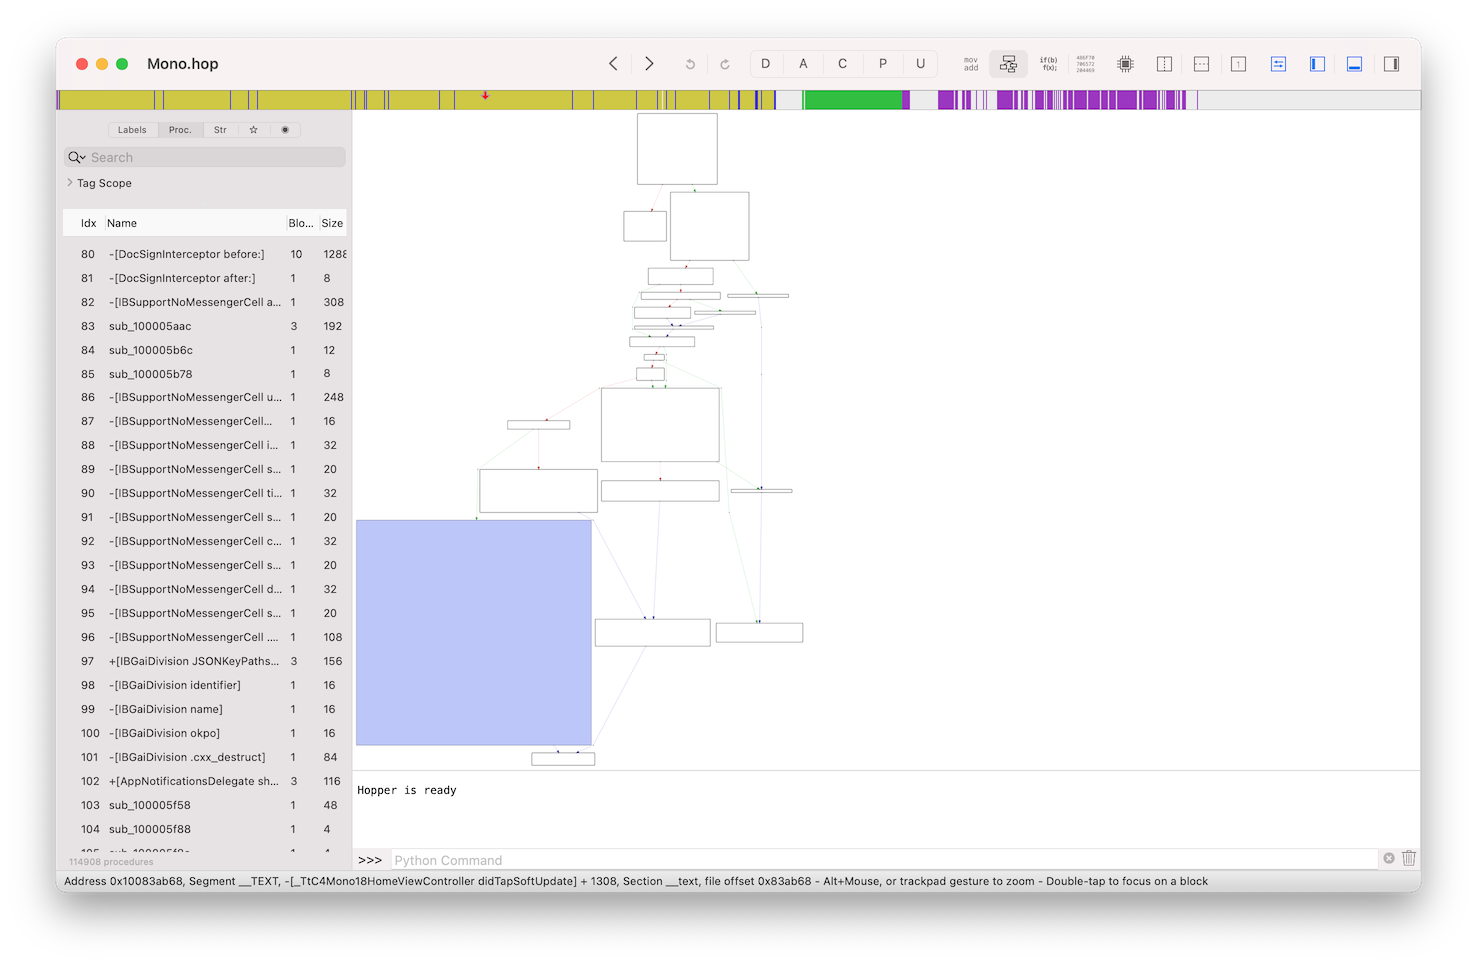 Mono.hop
D A C P U
mov
add
if(b)
f(x);
1
Labels Proc. Str
Search
Tag Scope
Idx Name Blo... Size
80 -[DocSignInterceptor before:] 10 1288
81 -[DocSignInterceptor after:] 1 8
82 -[IBSupportNoMessengerCell a... 1 308
83 sub_100005aac 3 192
84 sub_100005b6c 1 12
85 sub_100005b78 1 8
86 -[IBSupportNoMessengerCell u... 1 248
87 -[IBSupportNoMessengerCell... 1 16
88 -[IBSupportNoMessengerCell i... 1 32
89 -[IBSupportNoMessengerCell s... 1 20
90 -[IBSupportNoMessengerCell ti... 1 32
91 -[IBSupportNoMessengerCell s... 1 20
92 -[IBSupportNoMessengerCell c... 1 32
93 -[IBSupportNoMessengerCell s... 1 20
94 -[IBSupportNoMessengerCell d... 1 32
95 -[IBSupportNoMessengerCell s... 1 20
96 -[IBSupportNoMessengerCell .... 1 108
97 +[IBGaiDivision JSONKeyPaths... 3 156
98 -[IBGaiDivision identifier] 1 16
99 -[IBGaiDivision name] 1 16
100 -[IBGaiDivision okpo] 1 16
101 -[IBGaiDivision .cxx_destruct] 1 84
102 +[AppNotificationsDelegate sh... 3 116
103 sub_100005f58 1 48
104 sub_100005f88 1 4
114908 procedures
Hopper is ready
>>> Python Command
Address 0x10083ab68, Segment __TEXT, -[_TtC4Mono18HomeViewController didTapSoftUpdate] + 1308, Section __text, file offset 0x83ab68 - Alt+Mouse, or trackpad gesture to zoom - Double-tap to focus on a block